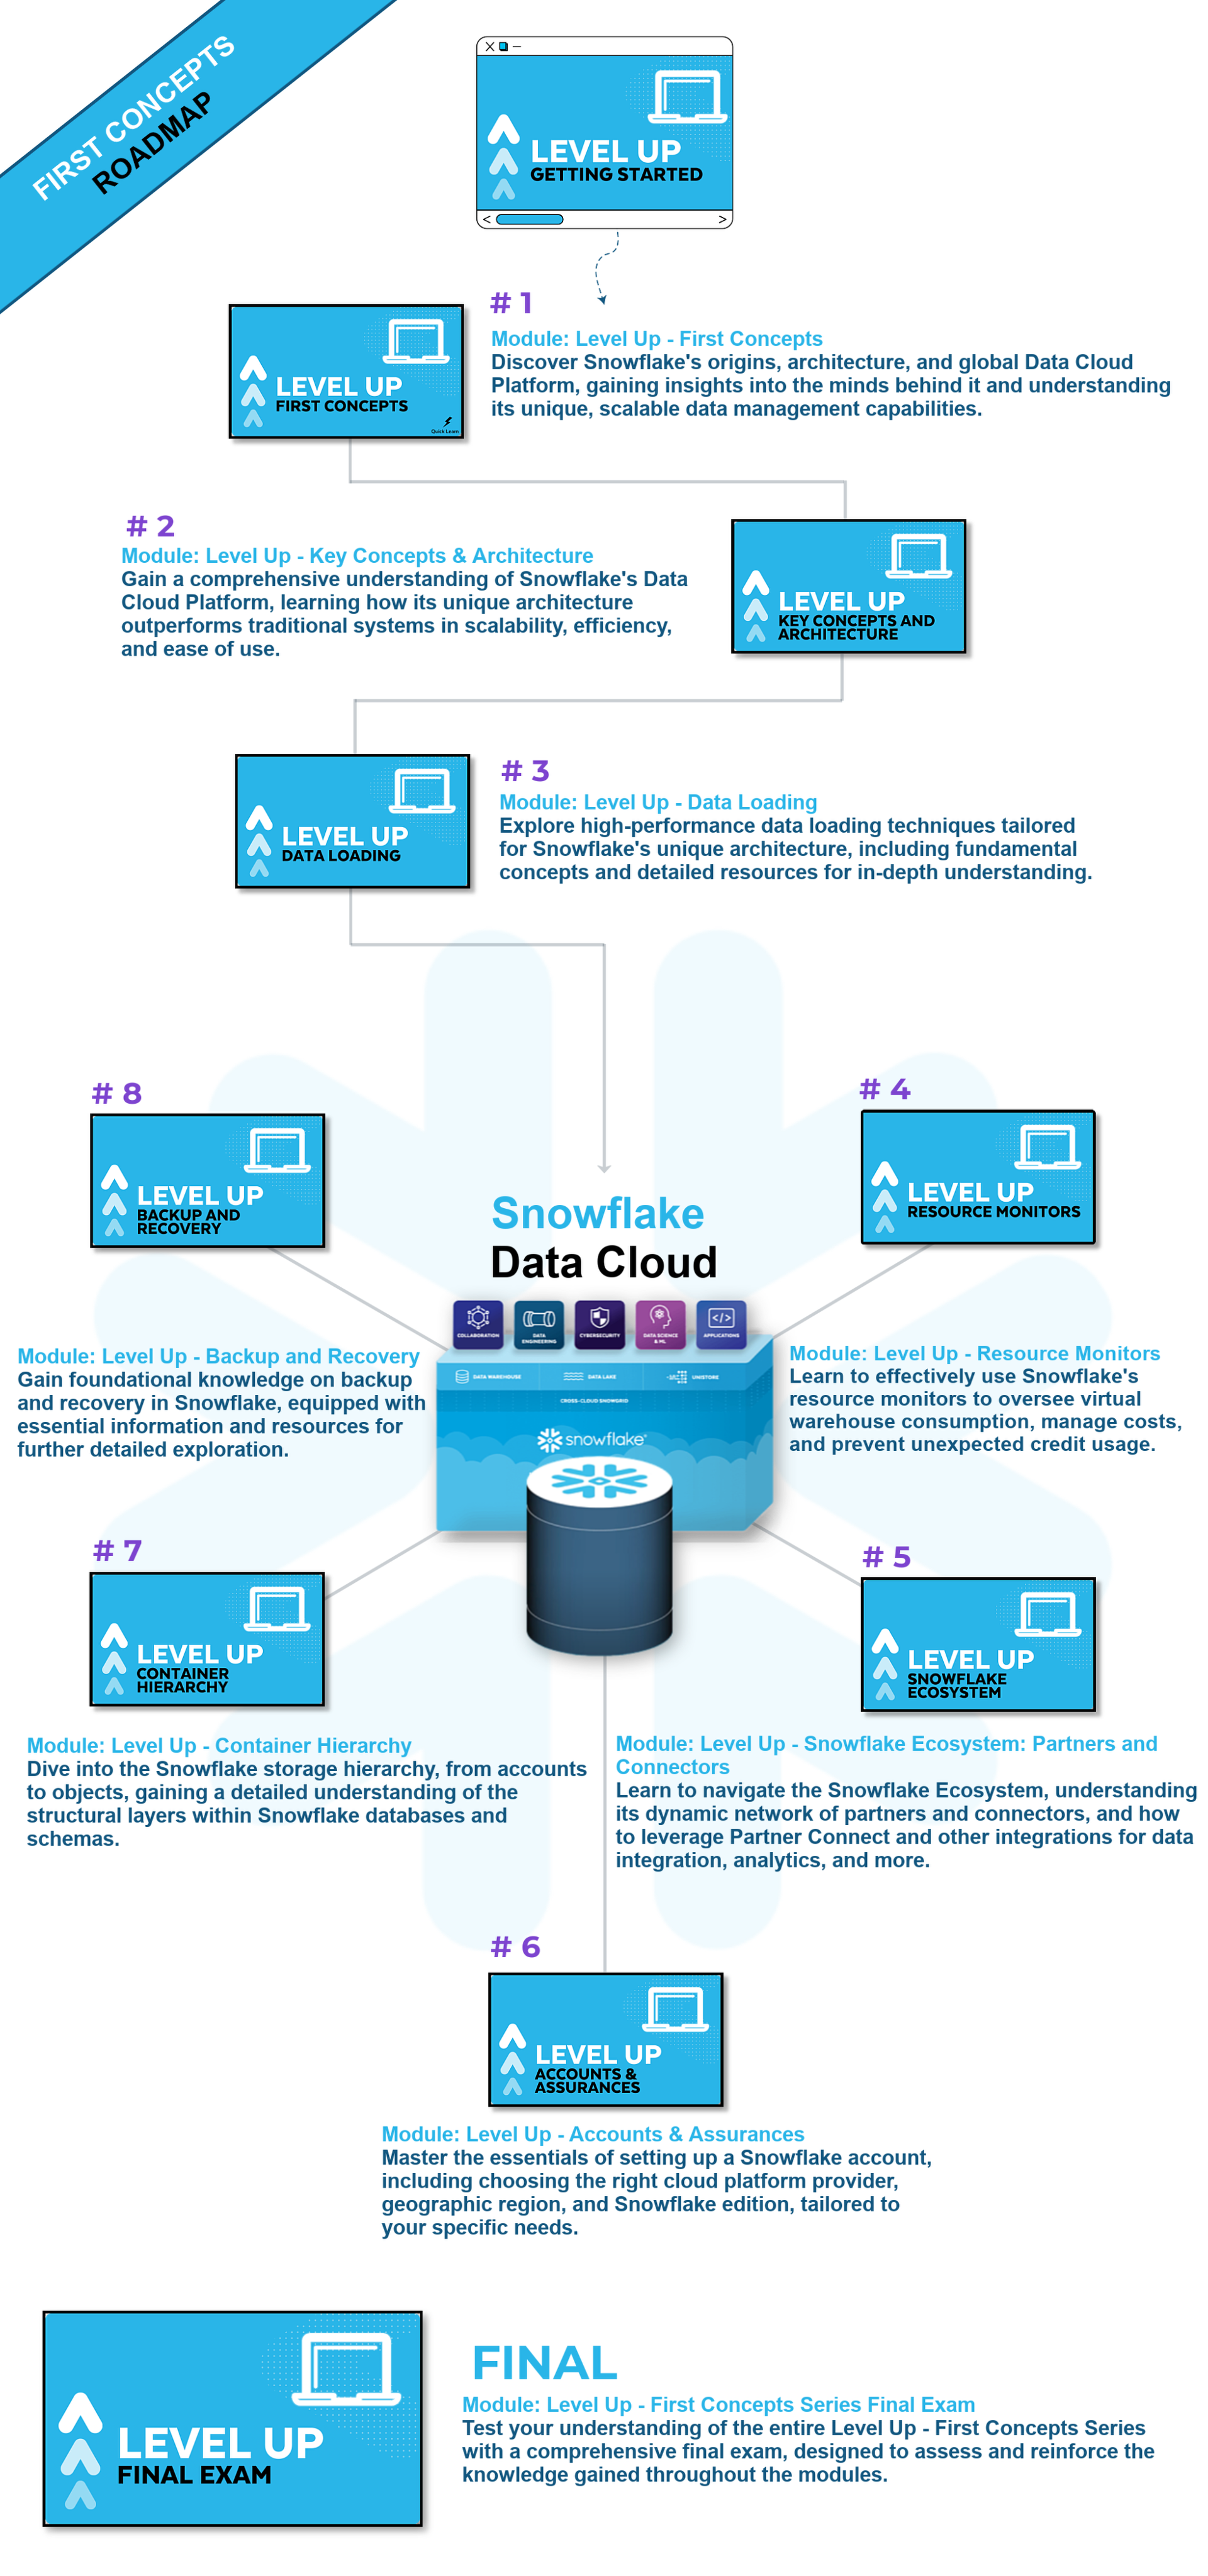 FIRST CONCEPTS
ROADMAP
LEVEL UP
GETTING STARTED
# 1
Module: Level Up - First Concepts
Discover Snowflake's origins, architecture, and global Data Cloud
Platform, gaining insights into the minds behind it and understanding
its unique, scalable data management capabilities.
LEVEL UP
FIRST CONCEPTS
Quick Learn
# 2
Module: Level Up - Key Concepts & Architecture
Gain a comprehensive understanding of Snowflake's Data
Cloud Platform, learning how its unique architecture
outperforms traditional systems in scalability, efficiency,
and ease of use.
LEVEL UP
KEY CONCEPTS AND
ARCHITECTURE
LEVEL UP
DATA LOADING
# 3
Module: Level Up - Data Loading
Explore high-performance data loading techniques tailored
for Snowflake's unique architecture, including fundamental
concepts and detailed resources for in-depth understanding.
# 8
LEVEL UP
BACKUP AND
RECOVERY
# 4
LEVEL UP
RESOURCE MONITORS
Snowflake
Data Cloud
COLLABORATION
DATA
ENGINEERING
CYBERSECURITY
DATA SCIENCE
& ML
APPLICATIONS
DATA WAREHOUSE
DATA LAKE
UNISTORE
CROSS-CLOUD SNOWGRID
snowflake
Module: Level Up - Backup and Recovery
Gain foundational knowledge on backup
and recovery in Snowflake, equipped with
essential information and resources for
further detailed exploration.
Module: Level Up - Resource Monitors
Learn to effectively use Snowflake's
resource monitors to oversee virtual
warehouse consumption, manage costs,
and prevent unexpected credit usage.
# 7
LEVEL UP
CONTAINER
HIERARCHY
# 5
LEVEL UP
SNOWFLAKE
ECOSYSTEM
Module: Level Up - Container Hierarchy
Dive into the Snowflake storage hierarchy, from accounts
to objects, gaining a detailed understanding of the
structural layers within Snowflake databases and
schemas.
Module: Level Up - Snowflake Ecosystem: Partners and
Connectors
Learn to navigate the Snowflake Ecosystem, understanding
its dynamic network of partners and connectors, and how
to leverage Partner Connect and other integrations for data
integration, analytics, and more.
# 6
LEVEL UP
ACCOUNTS &
ASSURANCES
Module: Level Up - Accounts & Assurances
Master the essentials of setting up a Snowflake account,
including choosing the right cloud platform provider,
geographic region, and Snowflake edition, tailored to
your specific needs.
LEVEL UP
FINAL EXAM
FINAL
Module: Level Up - First Concepts Series Final Exam
Test your understanding of the entire Level Up - First Concepts Series
with a comprehensive final exam, designed to assess and reinforce the
knowledge gained throughout the modules.